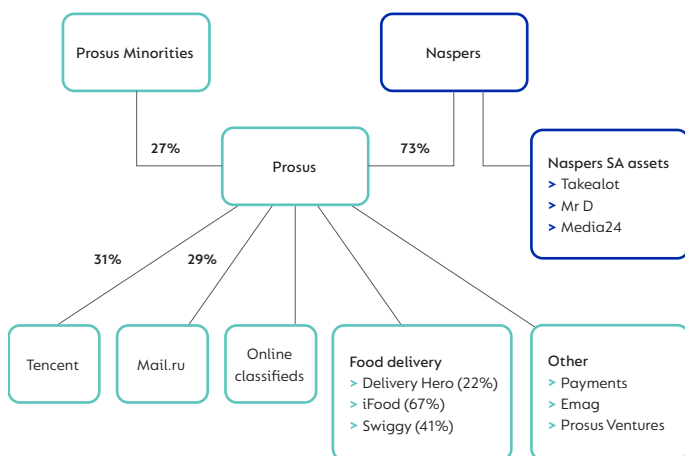 Prosus Minorities
Naspers
27%
Prosus
73%
Naspers SA assets
> Takealot
> Mr D
> Media24
31%
29%
Tencent
Mail.ru
Online
classifieds
Food delivery
> Delivery Hero (22%)
> iFood (67%)
> Swiggy (41%)
Other
> Payments
> Emag
> Prosus Ventures